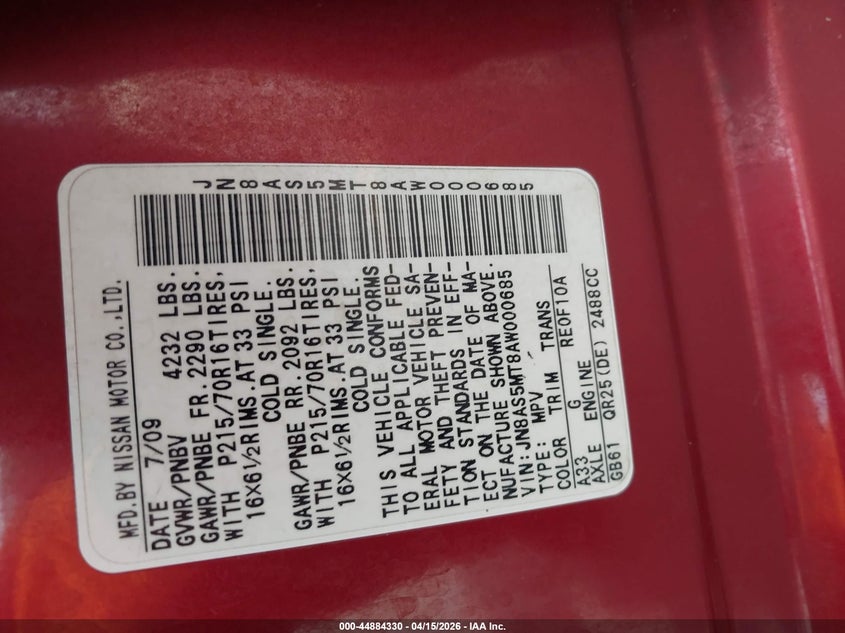 MFD.BY NISSAN MOTOR CO.,LTD.
DATE 7/09
GVWR/PNBV 4232 LBS.
GAWR/PNBE FR.2290 LBS.
WITH P215/70R16TIRES,
16X6½RIMS.AT 33 PSI
COLD SINGLE.
GAWR/PNBE RR.2092 LBS.
WITH P215/70R16TIRES,
16X6½RIMS.AT 33 PSI
COLD SINGLE.
THIS VEHICLE CONFORMS
TO ALL APPLICABLE FED-
ERAL MOTOR VEHICLE SA-
FETY AND THEFT PREVEN-
TION STANDARDS IN EFF-
ECT ON THE DATE OF MA-
NUFACTURE SHOWN ABOVE.
VIN:JN8AS5MT8AW000685
TYPE: MPV
COLOR TRIM TRANS
A33 G RE0F10A
AXLE ENGINE
GB61 QR25(DE) 2488CC
JN8AS5MT8AW000685
000-44884330 - 04/15/2026 - IAA Inc.